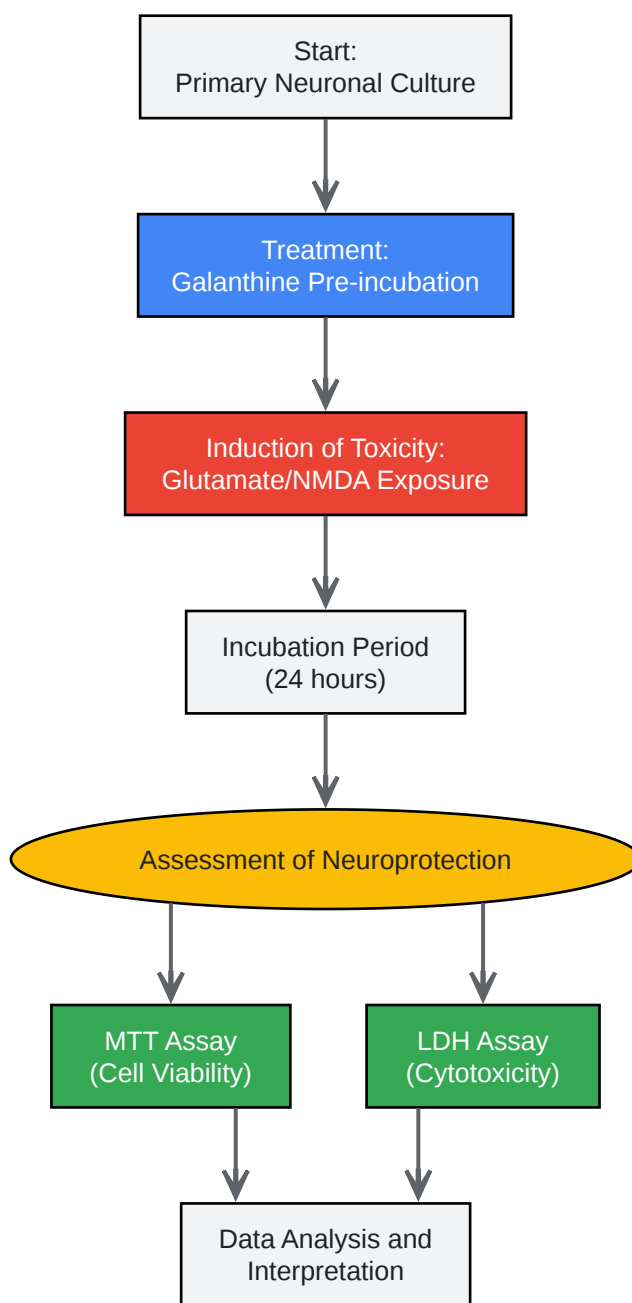 Start:
Primary Neuronal Culture
Treatment:
Galanthine Pre-incubation
Induction of Toxicity:
Glutamate/NMDA Exposure
Incubation Period
(24 hours)
Assessment of Neuroprotection
MTT Assay
(Cell Viability)
LDH Assay
(Cytotoxicity)
Data Analysis and
Interpretation